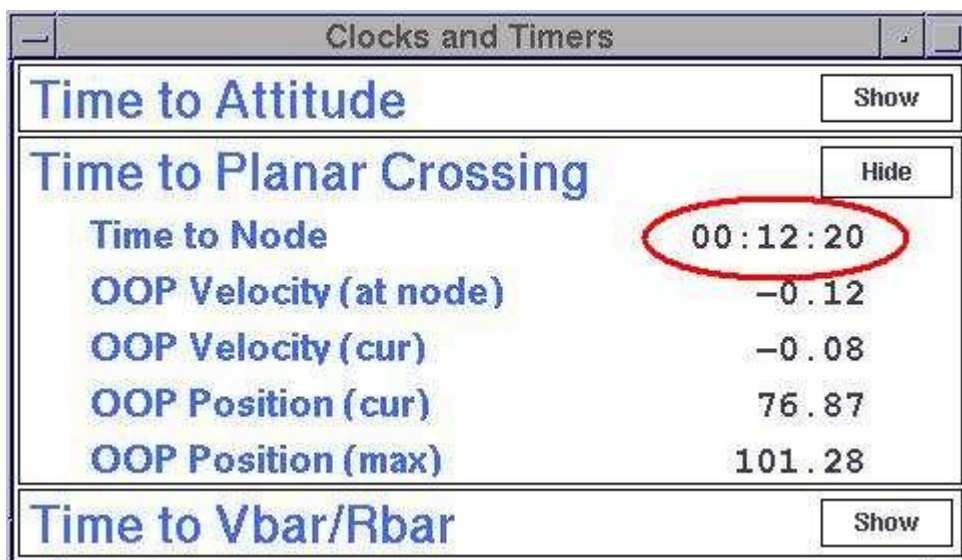 Clocks and Timers
Time to Attitude Show
Time to Planar Crossing Hide
Time to Node 00:12:20
OOP Velocity (at node) −0.12
OOP Velocity (cur) −0.08
OOP Position (cur) 76.87
OOP Position (max) 101.28
Time to Vbar/Rbar Show